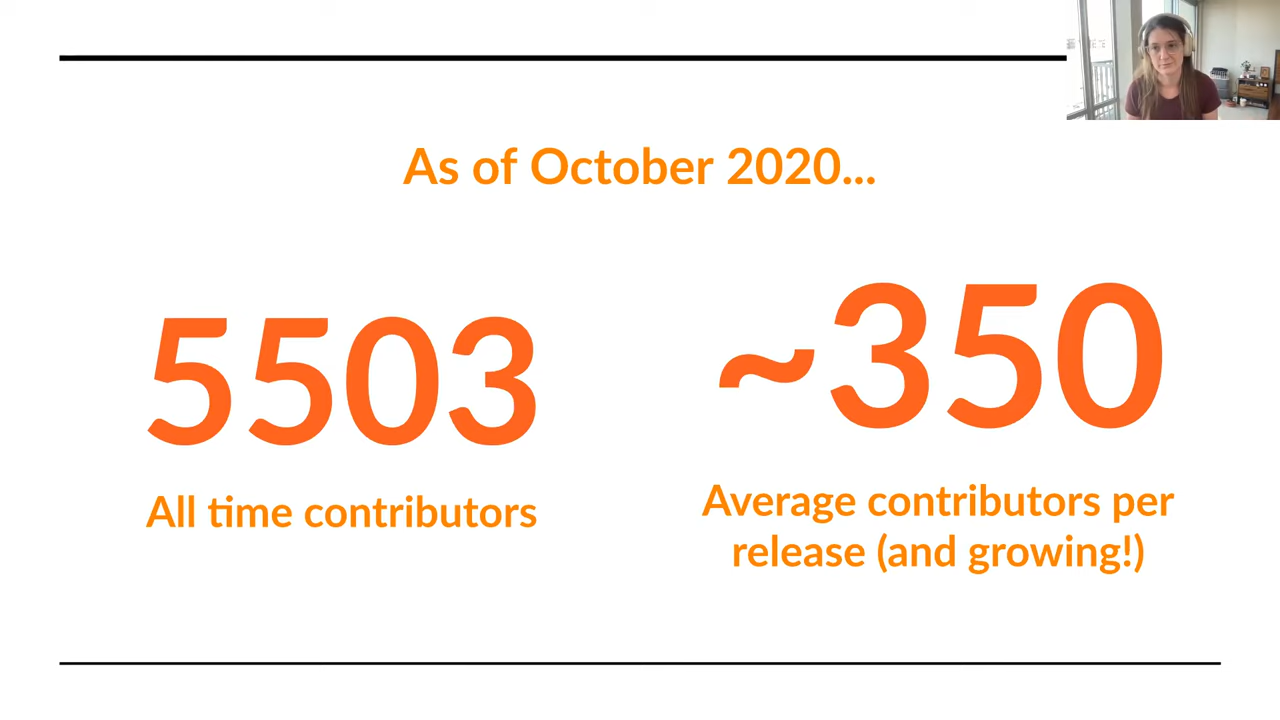 As of October 2020...
5503
All time contributors
~350
Average contributors per
release (and growing!)